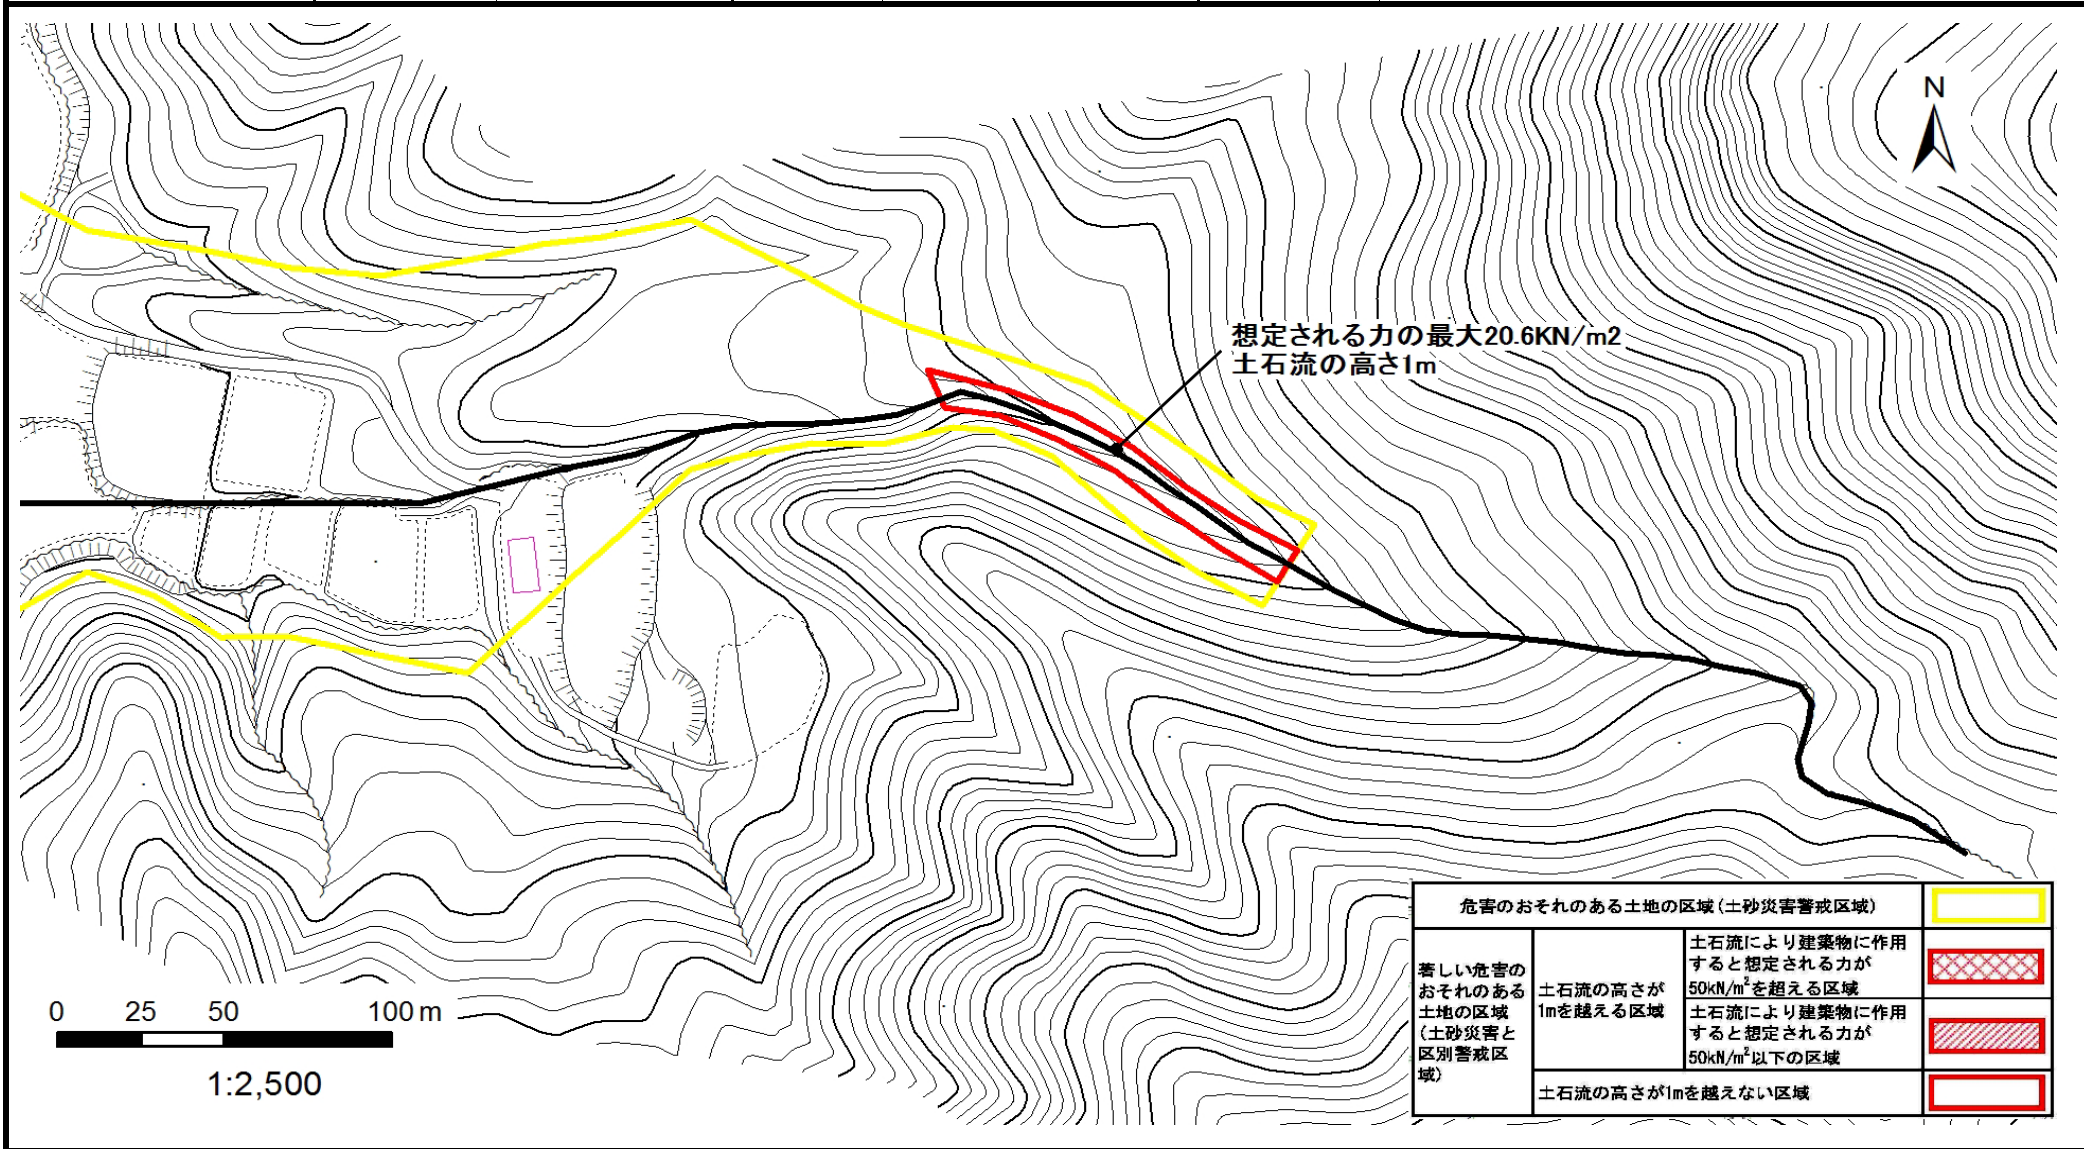 N
想定される力の最大20.6KN/m2
土石流の高さ1m
危害のおそれのある土地の区域(土砂災害警戒区域)
著しい危害の
おそれのある
土地の区域
(土砂災害と
区別警戒区
域)
土石流の高さが
1mを越える区域
土石流により建築物に作用
すると想定される力が
50kN/m²を超える区域
土石流により建築物に作用
すると想定される力が
50kN/m²以下の区域
土石流の高さが1mを越えない区域
0 25 50 100 m
1:2,500